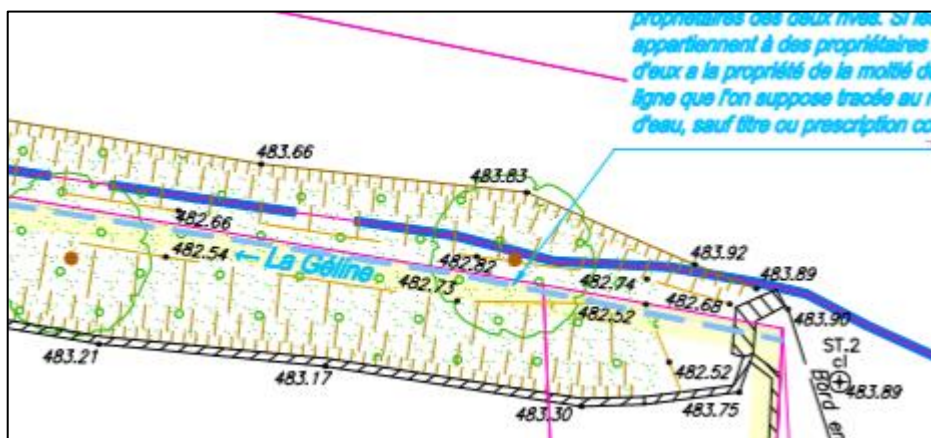 propriétaires des deux rives. Si les
appartiennent à des propriétaires
d'eux a la propriété de la moitié d
ligne que l'on suppose tracée au
d'eau, sauf titre ou prescription co
483.66
483.83
482.66
482.54
← La Géline
482.82
482.73
483.92
482.74
483.89
482.68
482.52
483.90
ST.2
cl
483.89
Bord en
483.21
483.17
482.52
483.30
483.75